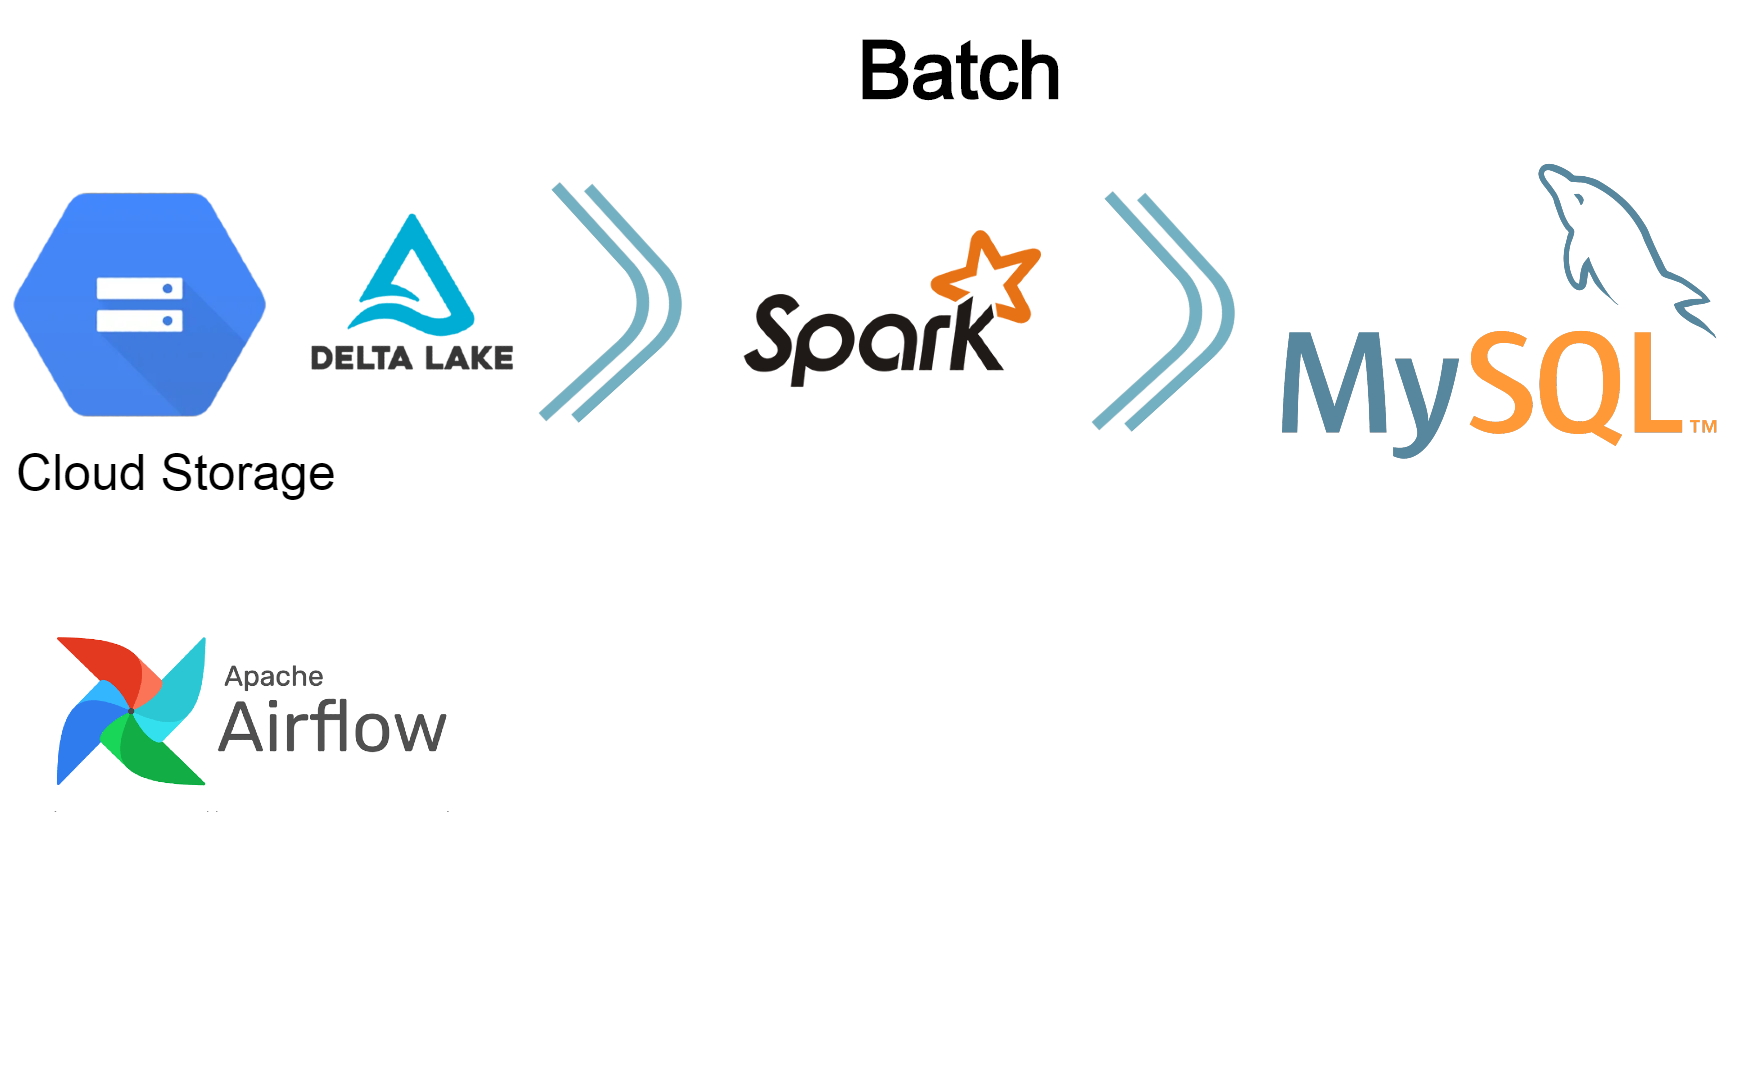 Batch
DELTA LAKE
Spark
MySQL™
Cloud Storage
Apache
Airflow